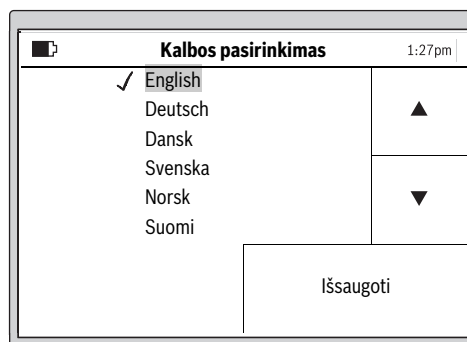 Kalbos pasirinkimas 1:27pm
English
Deutsch
Dansk
Svenska
Norsk
Suomi
Išsaugoti